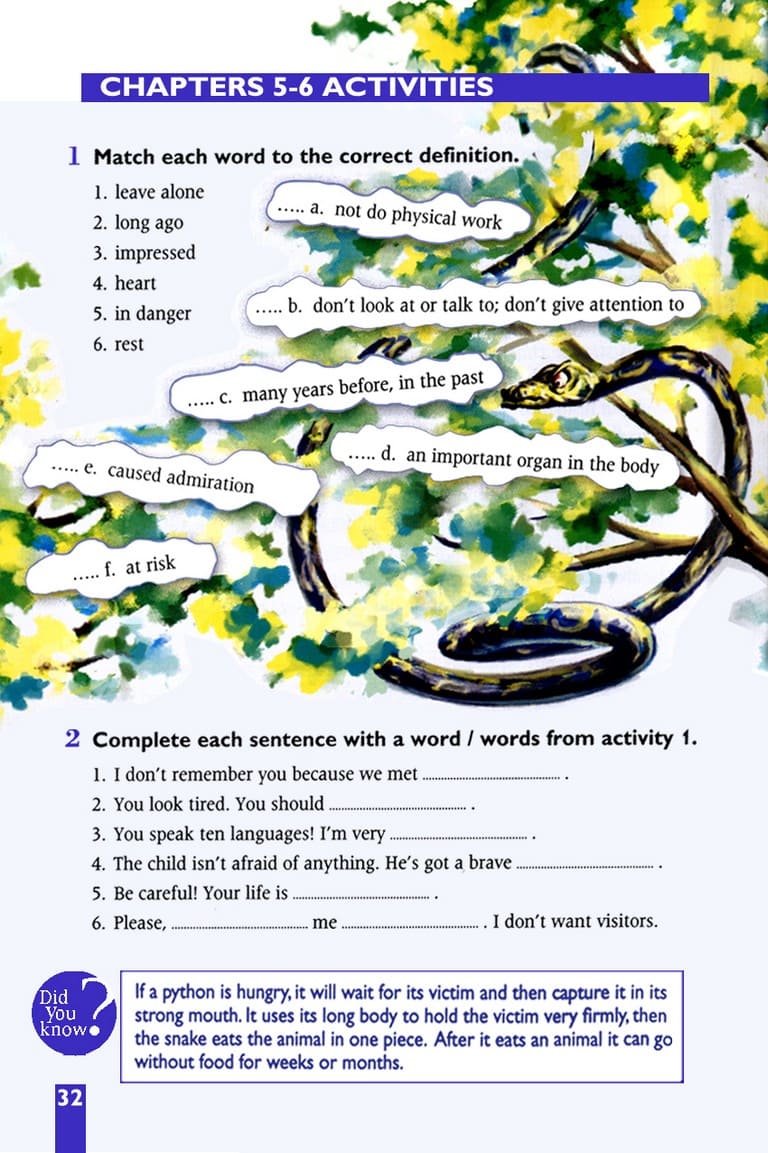 CHAPTERS 5-6 ACTIVITIES
1 Match each word to the correct definition.
1. leave alone
2. long ago
3. impressed
4. heart
5. in danger
6. rest
..... a. not do physical work
..... b. don't look at or talk to; don't give attention to
..... c. many years before, in the past
..... d. an important organ in the body
..... e. caused admiration
..... f. at risk
2 Complete each sentence with a word / words from activity 1.
1. I don't remember you because we met ................................ .
2. You look tired. You should ................................ .
3. You speak ten languages! I'm very ................................ .
4. The child isn't afraid of anything. He's got a brave ................................ .
5. Be careful! Your life is ................................ .
6. Please, ................................ me ................................ . I don't want visitors.
Did
You
know?
If a python is hungry, it will wait for its victim and then capture it in its
strong mouth. It uses its long body to hold the victim very firmly, then
the snake eats the animal in one piece. After it eats an animal it can go
without food for weeks or months.
32